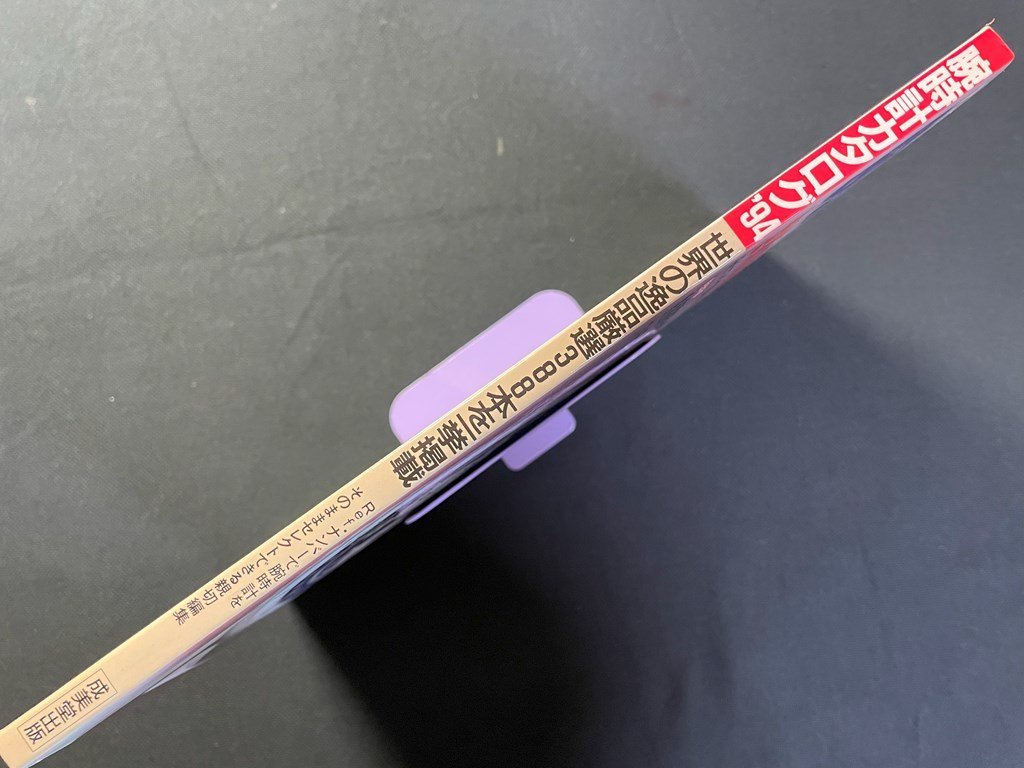 腕時計カタログ'94
世界の逸品厳選388本を一挙掲載
Ref.ナンバーで腕時計を
そのままセレクトできる親切編集
成美堂出版